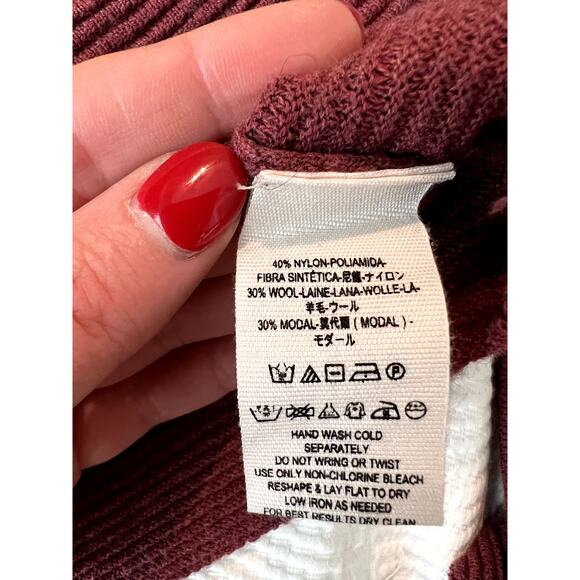 40% NYLON-POLIAMIDA-
FIBRA SINTÉTICA-尼龍-ナイロン
30% WOOL-LAINE-LANA-WOLLE-LÃ-
羊毛-ウール
30% MODAL-莫代爾 ( MODAL ) -
モダール
HAND WASH COLD
SEPARATELY
DO NOT WRING OR TWIST
USE ONLY NON-CHLORINE BLEACH
RESHAPE & LAY FLAT TO DRY
LOW IRON AS NEEDED
FOR BEST RESULTS DRY CLEAN